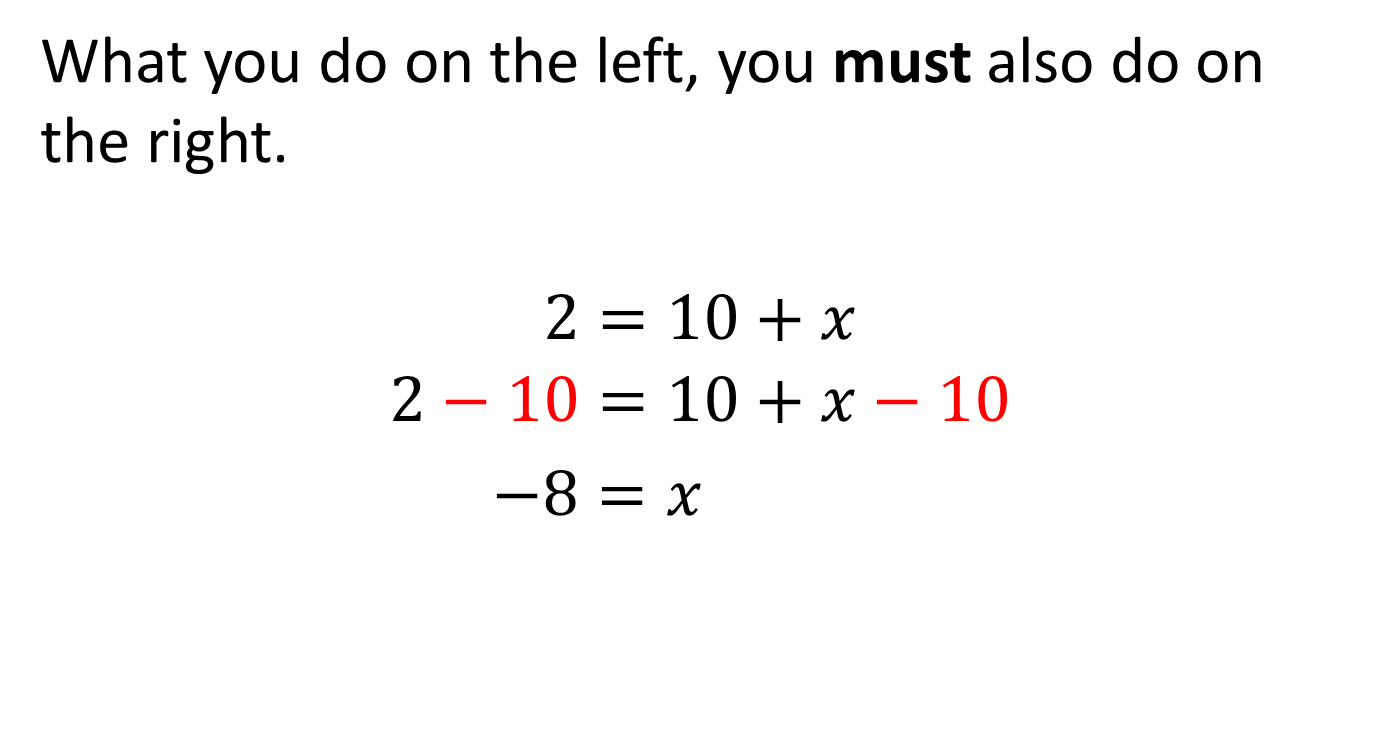 What you do on the left, you must also do on
the right.
2 = 10 + x
2 − 10 = 10 + x − 10
−8 = x